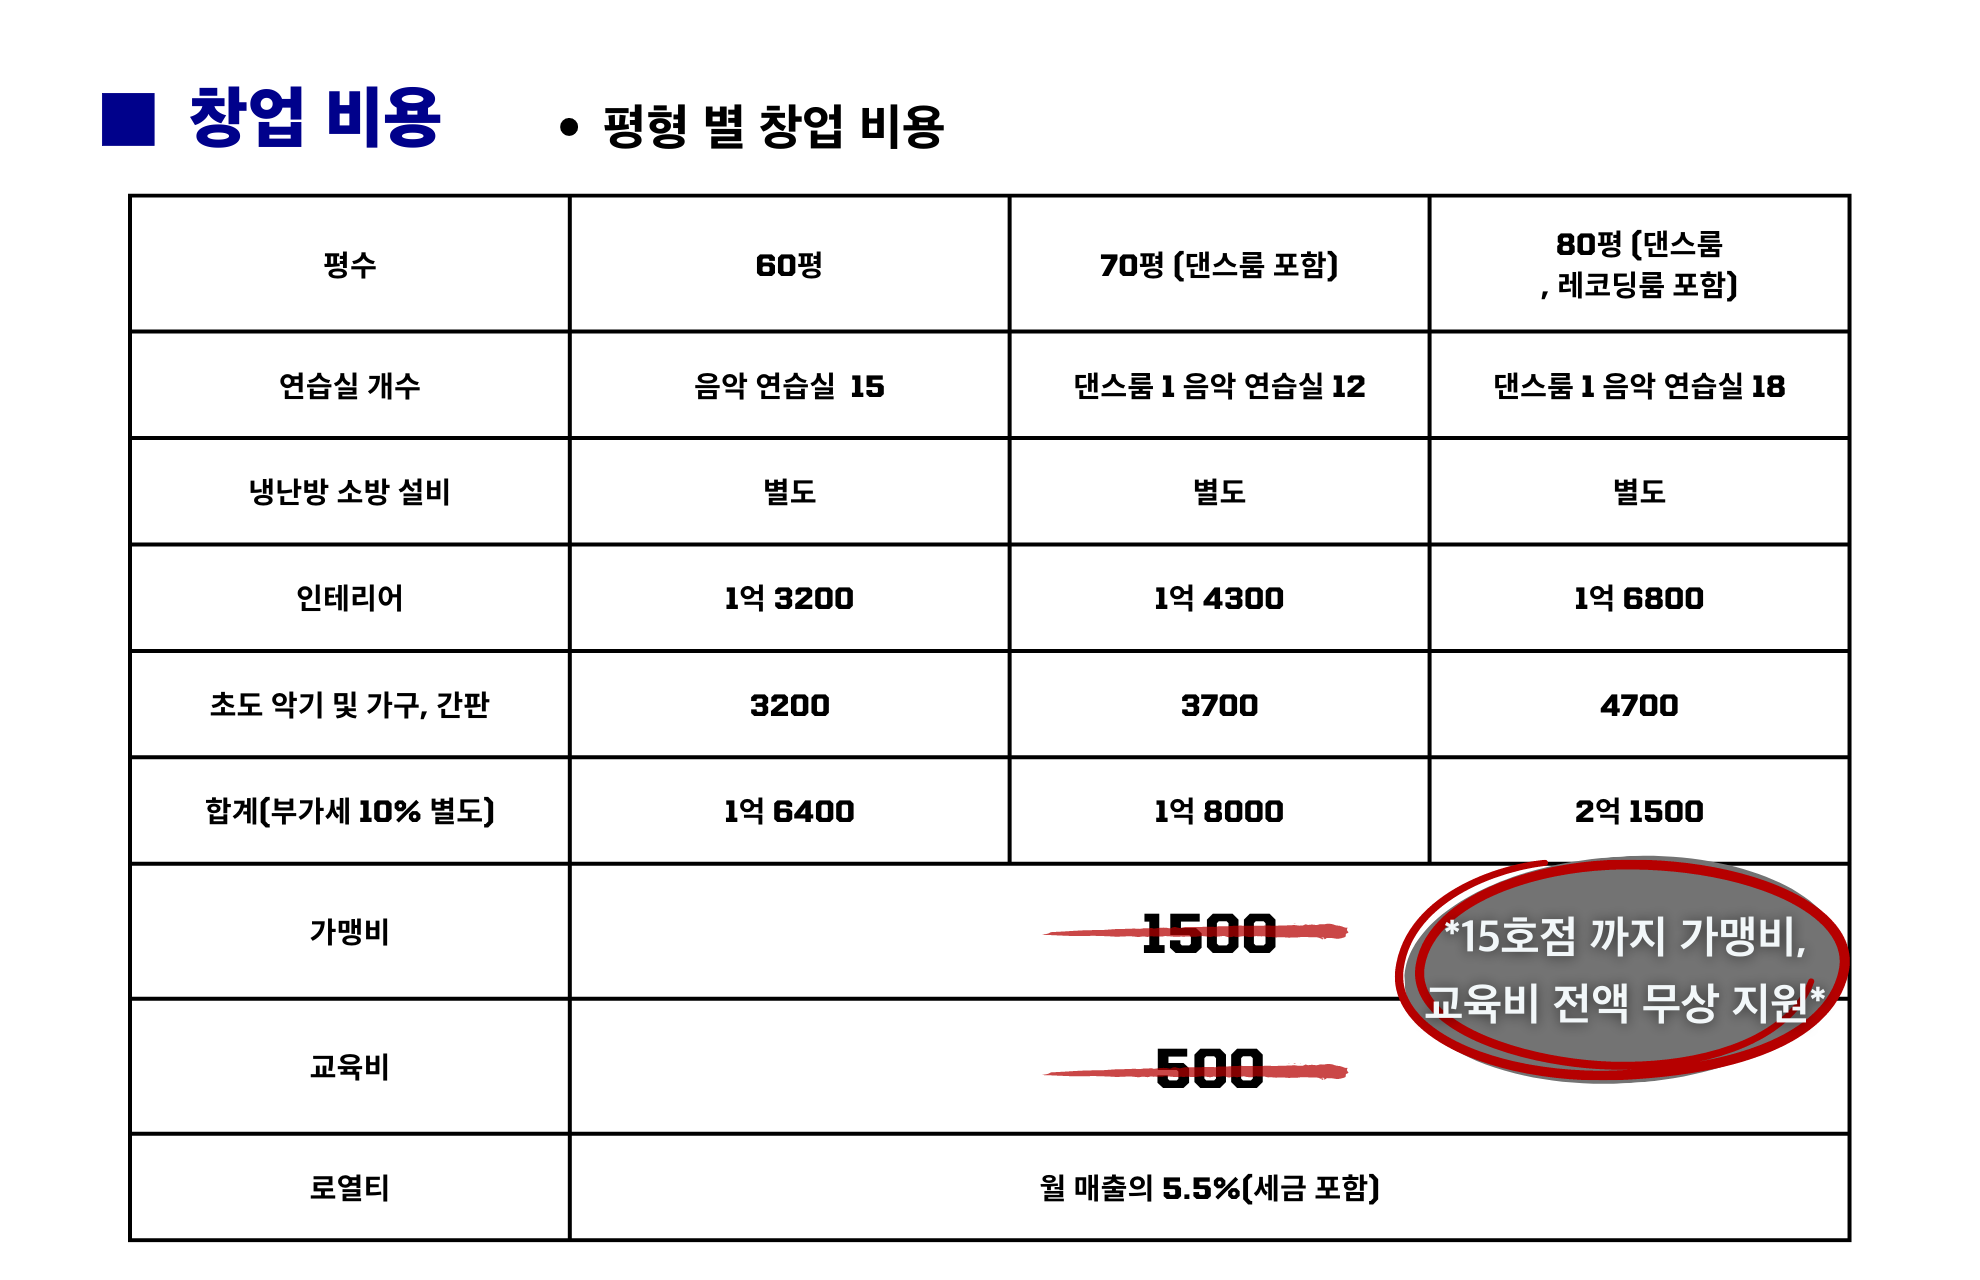 창업 비용
• 평형 별 창업 비용
평수
60평
70평 (댄스룸 포함)
80평 (댄스룸
, 레코딩룸 포함)
연습실 개수
음악 연습실 15
댄스룸 1 음악 연습실 12
댄스룸 1 음악 연습실 18
냉난방 소방 설비
별도
별도
별도
인테리어
1억 3200
1억 4300
1억 6800
초도 악기 및 가구, 간판
3200
3700
4700
합계(부가세 10% 별도)
1억 6400
1억 8000
2억 1500
가맹비
1500
*15호점 까지 가맹비,
교육비 전액 무상 지원*
교육비
500
로열티
월 매출의 5.5%(세금 포함)